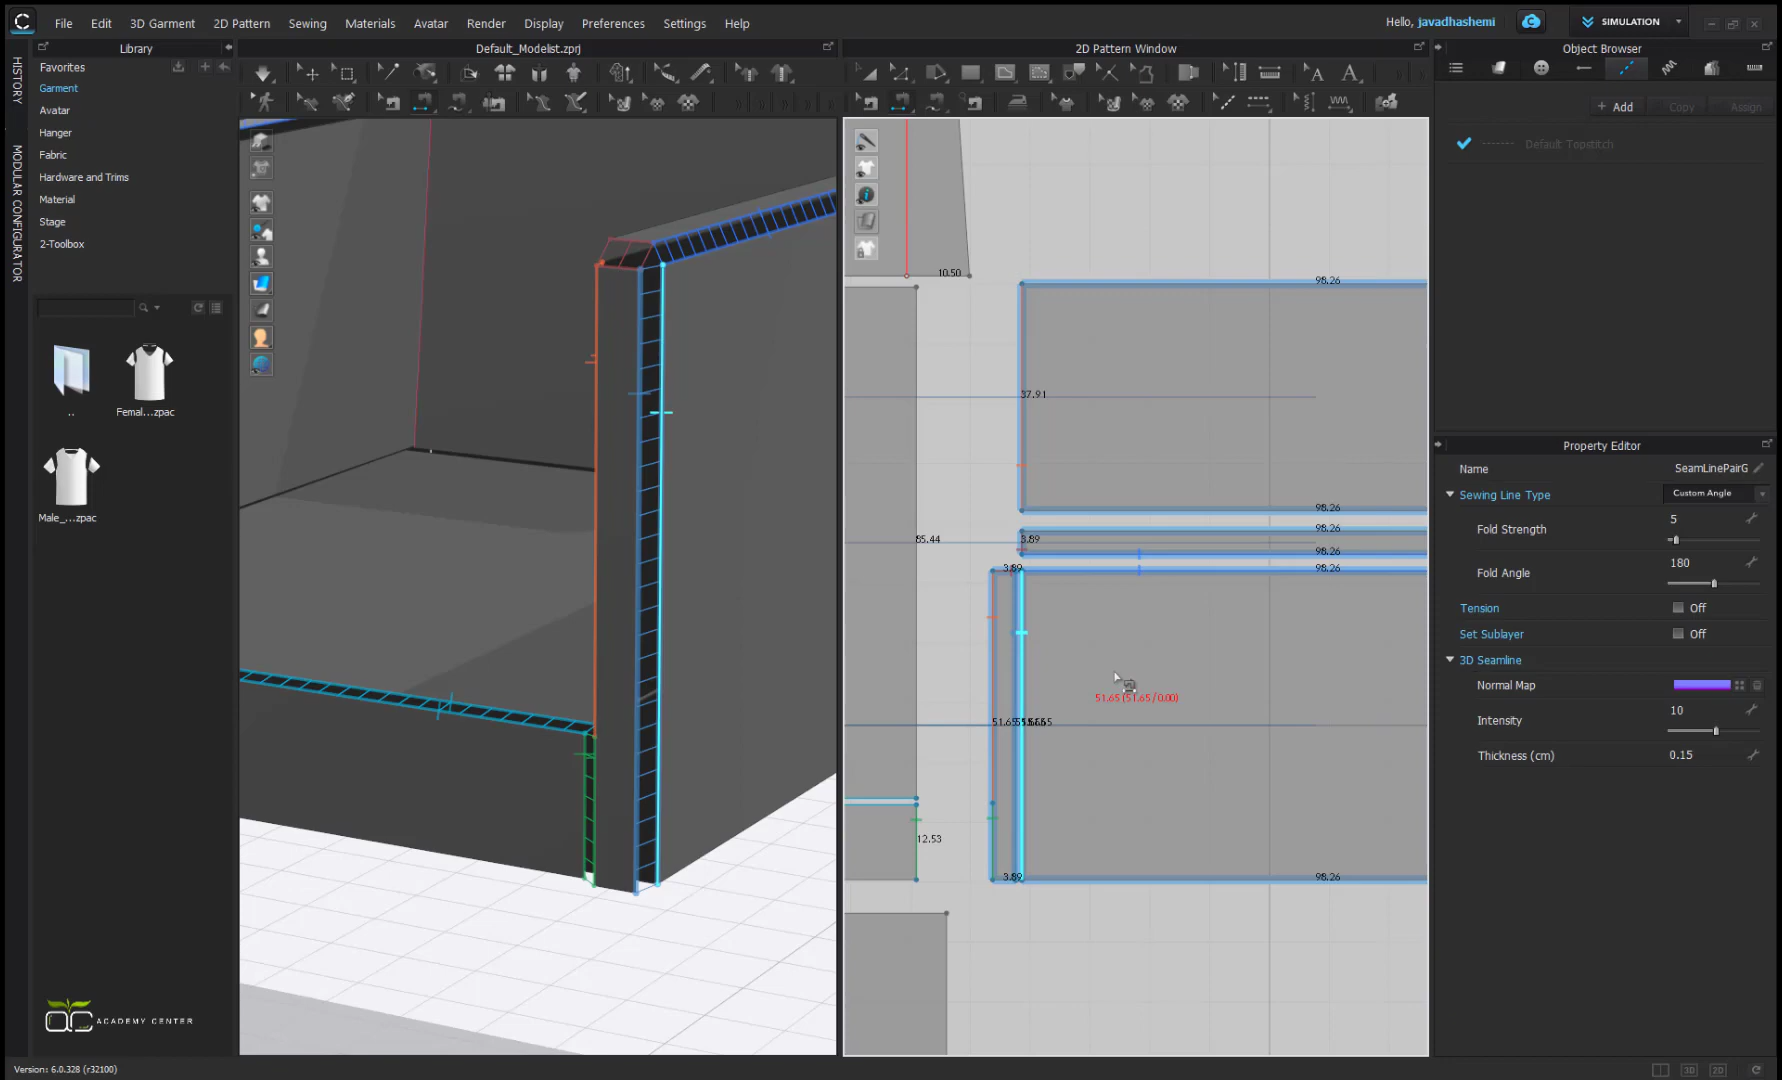 File Edit 3D Garment 2D Pattern Sewing Materials Avatar Render Display Preferences Settings Help
Hello, javadhashemi
SIMULATION
HISTORY
MODULAR CONFIGURATOR
Library
Favorites
Garment
Avatar
Hanger
Fabric
Hardware and Trims
Material
Stage
2-Toolbox
..
Femal...zpac
Male_...zpac
ACADEMY CENTER
Version: 6.0.328 (r32100)
Default_Modelist.zprj
2D Pattern Window
10.50
98.26
37.91
98.26
98.26
85.44
3.89
98.26
3.89
98.26
51.65 (51.65 / 0.00)
12.53
3.89
98.26
Object Browser
+ Add Copy Assign
Default Topstitch
Property Editor
Name SeamLinePairG
Sewing Line Type Custom Angle
Fold Strength 5
Fold Angle 180
Tension Off
Set Sublayer Off
3D Seamline
Normal Map
Intensity 10
Thickness (cm) 0.15
3D 2D